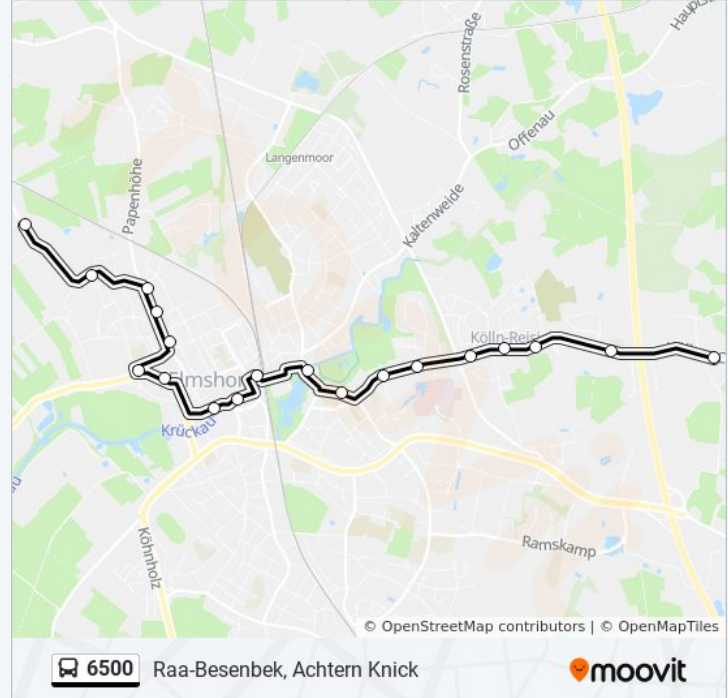 Rosenstraße
Offenau
Langenmoor
Papenhöhe
Kaltenweide
Kölln-Reisi
Elmshor
Krückau
Köhnholz
Ramskamp
© OpenStreetMap contributors | © OpenMapTiles
6500 Raa-Besenbek, Achtern Knick
moovit